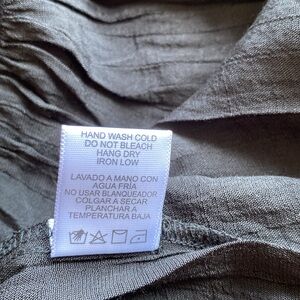 HAND WASH COLD
DO NOT BLEACH
HANG DRY
IRON LOW
LAVADO A MANO CON
AGUA FRÍA
NO USAR BLANQUEADOR
COLGAR A SECAR
PLANCHAR A
TEMPERATURA BAJA